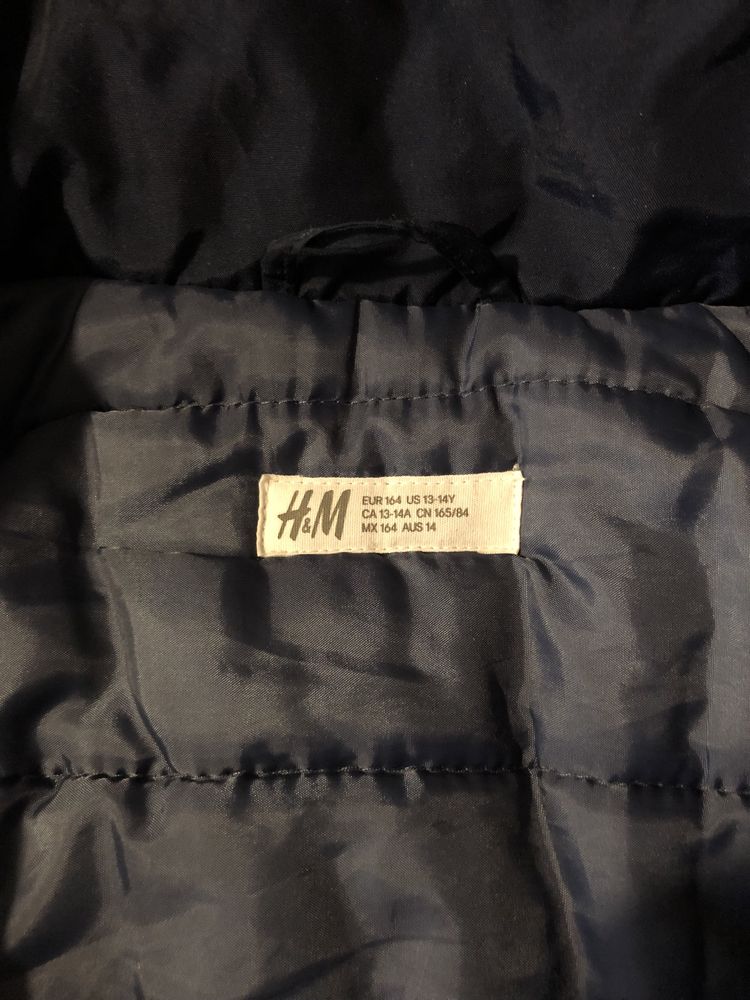 H&M
EUR 164 US 13-14Y
CA 13-14A CN 165/84
MX 164 AUS 14